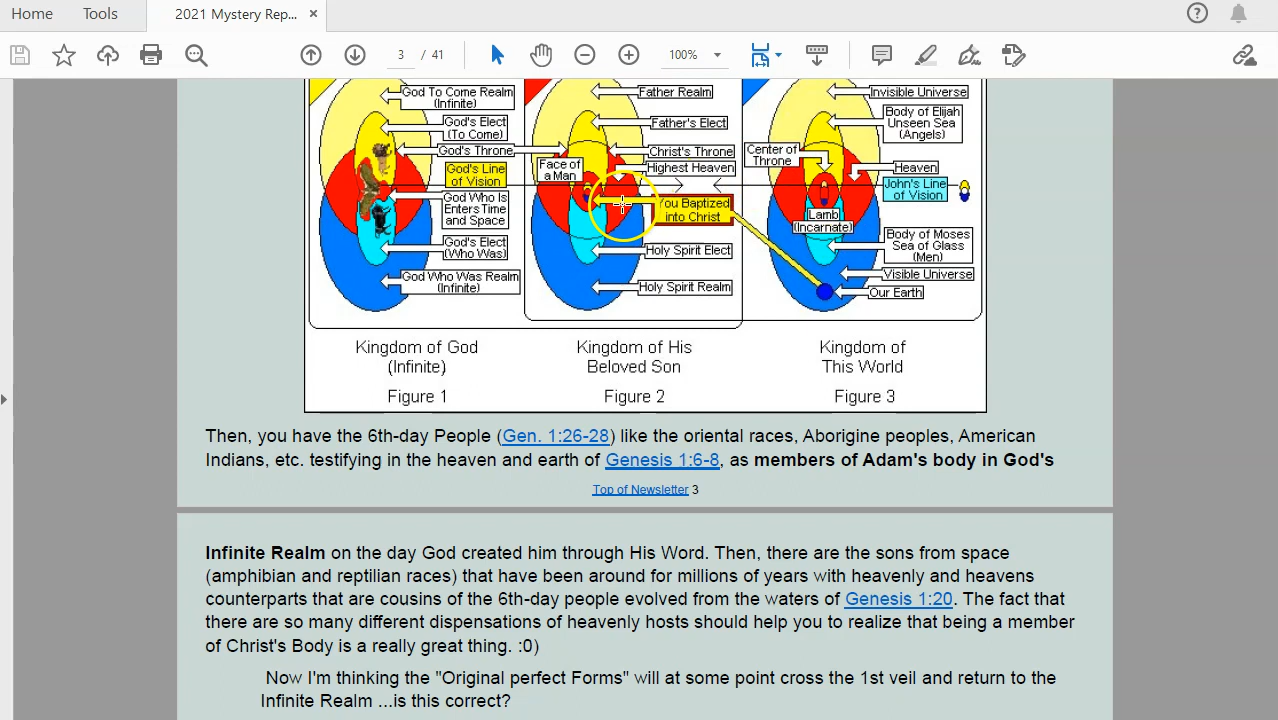 Home
Tools
2021 Mystery Rep... ×
3 / 41
100%
God To Come Realm
(Infinite)
God's Elect
(To Come)
God's Throne
God's Line
of Vision
God Who Is
Enters Time
and Space
God's Elect
(Who Was)
God Who Was Realm
(Infinite)
Father Realm
Father's Elect
Christ's Throne
Face of
a Man
Highest Heaven
You Baptized
into Christ
Holy Spirit Elect
Holy Spirit Realm
Invisible Universe
Body of Elijah
Unseen Sea
(Angels)
Center of
Throne
Heaven
John's Line
of Vision
Lamb
(Incarnate)
Body of Moses
Sea of Glass
(Men)
Visible Universe
Our Earth
Kingdom of God
(Infinite)
Figure 1
Kingdom of His
Beloved Son
Figure 2
Kingdom of
This World
Figure 3
Then, you have the 6th-day People (Gen. 1:26-28) like the oriental races, Aborigine peoples, American
Indians, etc. testifying in the heaven and earth of Genesis 1:6-8, as members of Adam's body in God's
Top of Newsletter 3
Infinite Realm on the day God created him through His Word. Then, there are the sons from space
(amphibian and reptilian races) that have been around for millions of years with heavenly and heavens
counterparts that are cousins of the 6th-day people evolved from the waters of Genesis 1:20. The fact that
there are so many different dispensations of heavenly hosts should help you to realize that being a member
of Christ's Body is a really great thing. :0)
Now I'm thinking the "Original perfect Forms" will at some point cross the 1st veil and return to the
Infinite Realm ...is this correct?